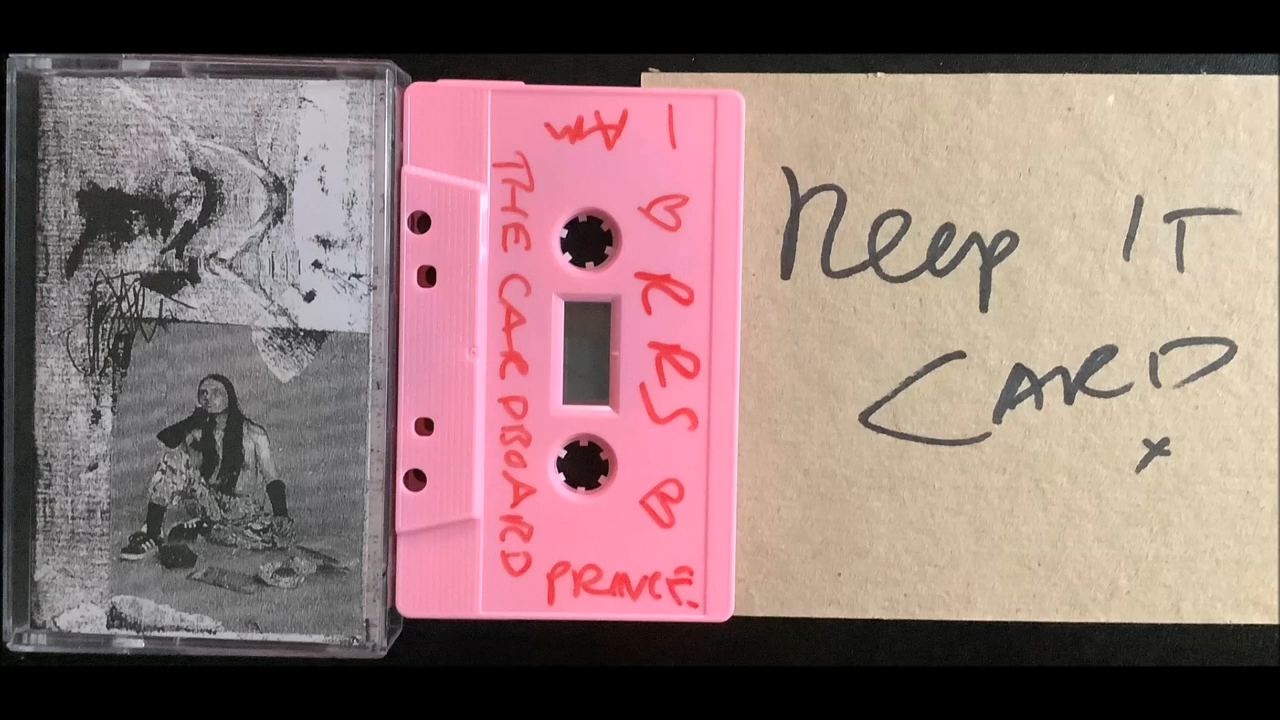 I
AM
THE CARDBOARD
PRINCE.
RRS
Keep IT
CARD
x